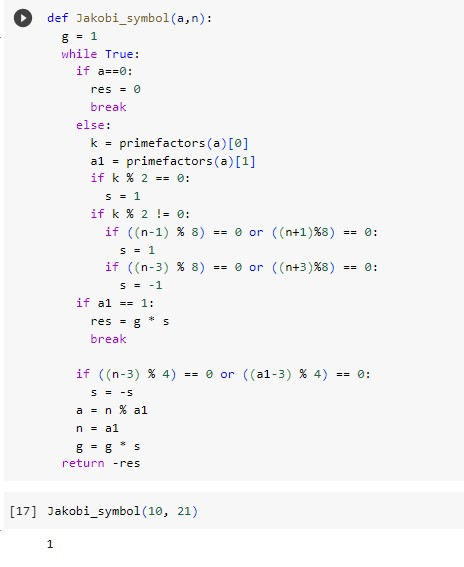 def Jakobi_symbol(a,n):
  g = 1
  while True:
    if a==0:
      res = 0
      break
    else:
      k = primefactors(a)[0]
      a1 = primefactors(a)[1]
      if k % 2 == 0:
        s = 1
      if k % 2 != 0:
        if ((n-1) % 8) == 0 or ((n+1)%8) == 0:
          s = 1
        if ((n-3) % 8) == 0 or ((n+3)%8) == 0:
          s = -1
    if a1 == 1:
      res = g * s
      break

    if ((n-3) % 4) == 0 or ((a1-3) % 4) == 0:
      s = -s
    a = n % a1
    n = a1
    g = g * s
  return -res
[17] Jakobi_symbol(10, 21)
1